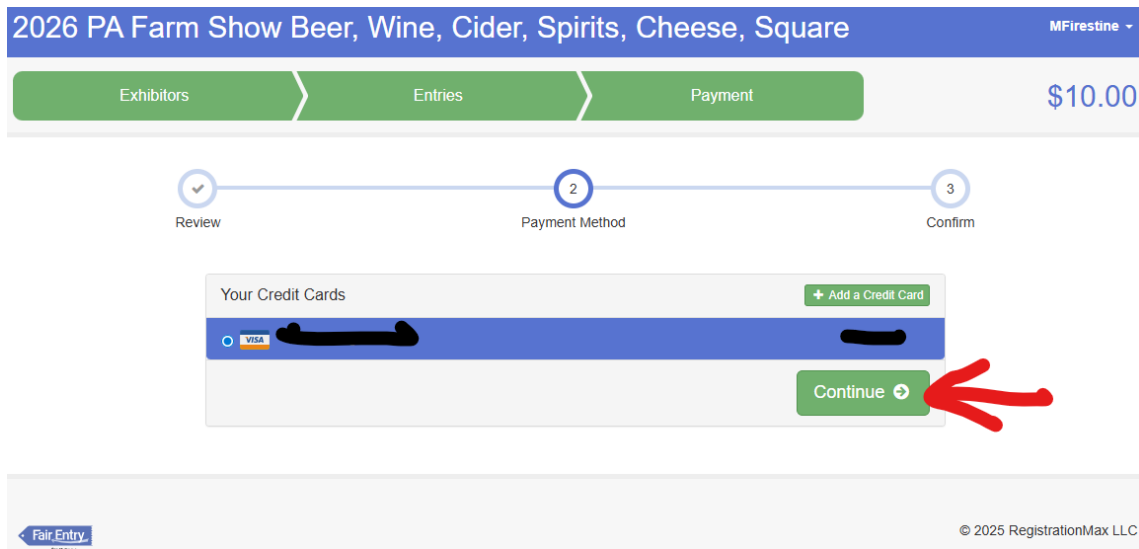 2026 PA Farm Show Beer, Wine, Cider, Spirits, Cheese, Square
MFirestine
Exhibitors
Entries
Payment
$10.00
2
3
Review
Payment Method
Confirm
Your Credit Cards
+ Add a Credit Card
VISA
Continue
Fair Entry
© 2025 RegistrationMax LLC